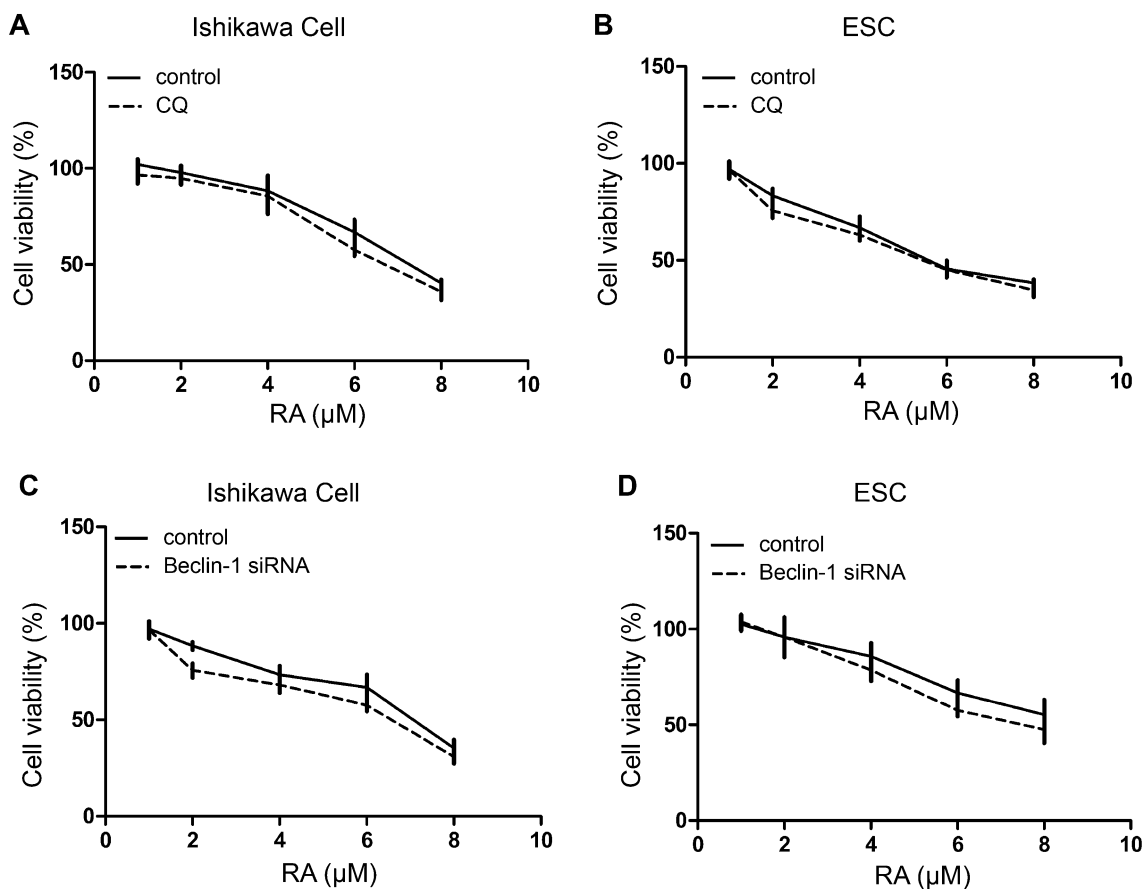 A
Ishikawa Cell
150
100
50
0
Cell viability (%)
control
CQ
0 2 4 6 8 10
RA (µM)
B
ESC
150
100
50
0
Cell viability (%)
control
CQ
0 2 4 6 8 10
RA (µM)
C
Ishikawa Cell
150
100
50
0
Cell viability (%)
control
Beclin-1 siRNA
0 2 4 6 8 10
RA (µM)
D
ESC
150
100
50
0
Cell viability (%)
control
Beclin-1 siRNA
0 2 4 6 8 10
RA (µM)